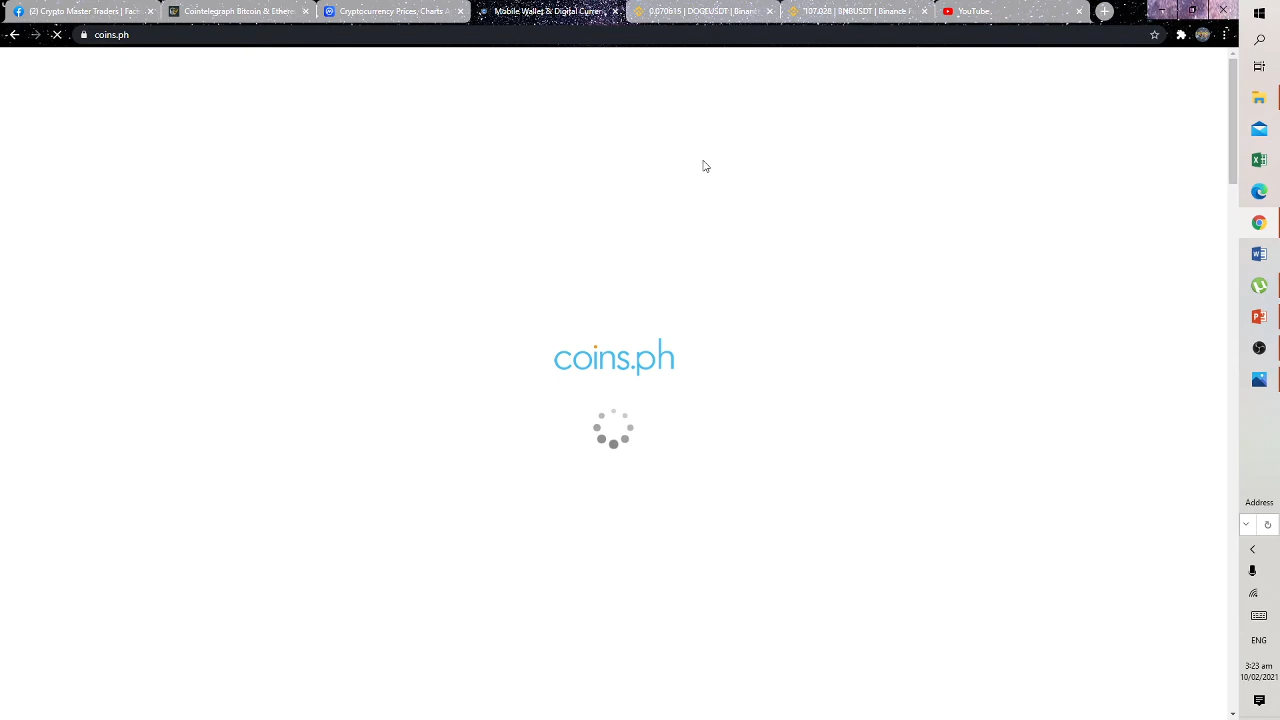 (2) Crypto Master Traders | Fac
Cointelegraph Bitcoin & Ethere
Cryptocurrency Prices, Charts A
Mobile Wallet & Digital Curren
0.070615 | DOGEUSDT | Binan
107.028 | BNBUSDT | Binance F
YouTube
coins.ph
coins.ph
Address
ENG
3:23 am
10/02/2021